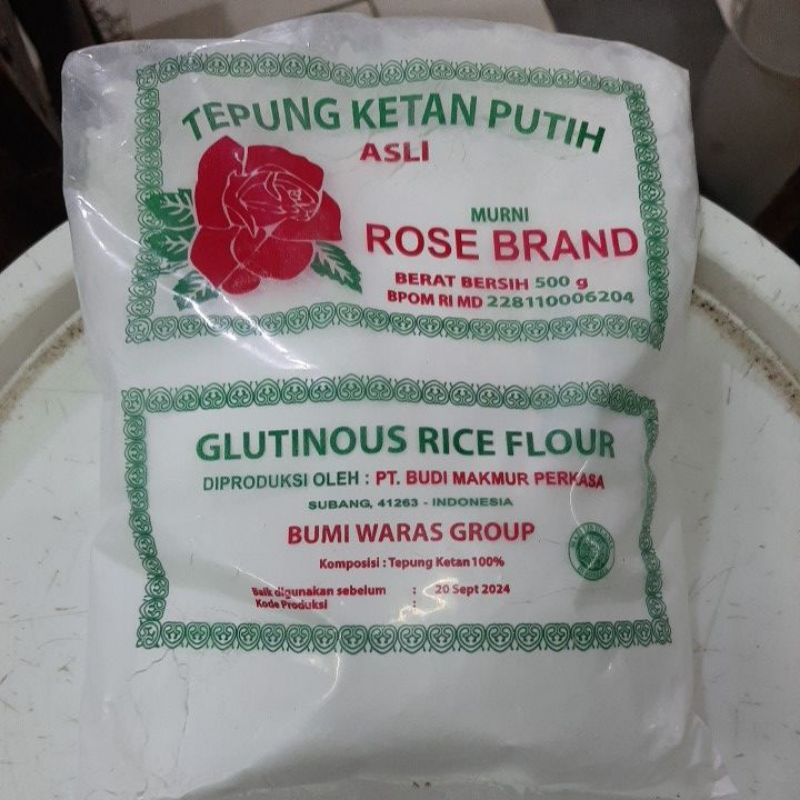 TEPUNG KETAN PUTIH
ASLI
MURNI
ROSE BRAND
BERAT BERSIH 500 g
BPOM RI MD 228110006204
GLUTINOUS RICE FLOUR
DIPRODUKSI OLEH : PT. BUDI MAKMUR PERKASA
SUBANG, 41263 - INDONESIA
BUMI WARAS GROUP
Komposisi : Tepung Ketan 100%
Baik digunakan sebelum : 20 Sept 2024
Kode Produksi :